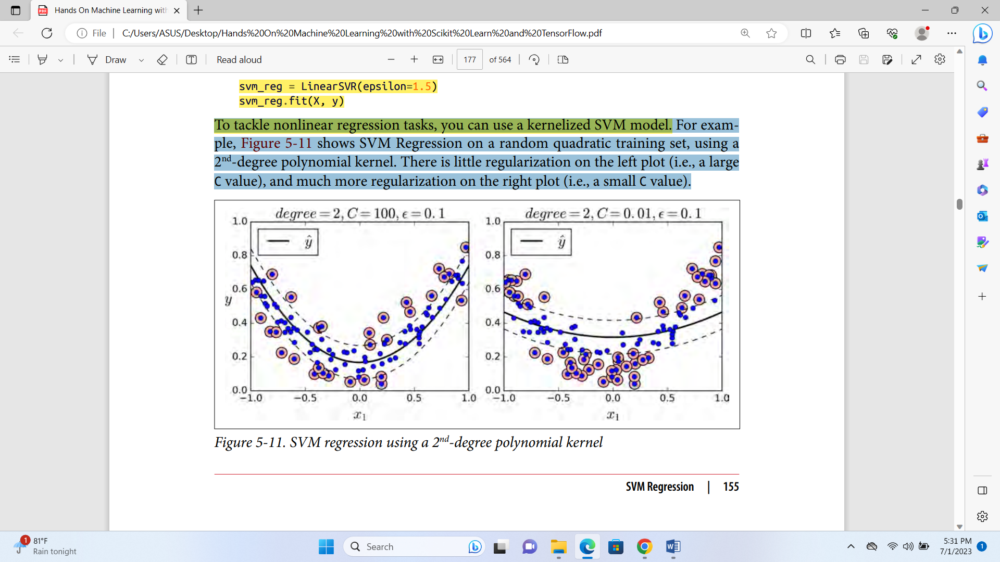 Hands On Machine Learning with
File
C:/Users/ASUS/Desktop/Hands%20On%20Machine%20Learning%20with%20Scikit%20Learn%20and%20TensorFlow.pdf
Draw
Read aloud
177 of 564
svm_reg = LinearSVR(epsilon=1.5)
svm_reg.fit(X, y)
To tackle nonlinear regression tasks, you can use a kernelized SVM model. For exam-
ple, Figure 5-11 shows SVM Regression on a random quadratic training set, using a
2nd-degree polynomial kernel. There is little regularization on the left plot (i.e., a large
C value), and much more regularization on the right plot (i.e., a small C value).
degree = 2, C = 100, ϵ = 0.1
1.0
0.8
0.6
0.4
0.2
0.0
y
ŷ
−1.0 −0.5 0.0 0.5 1.0
x1
degree = 2, C = 0.01, ϵ = 0.1
1.0
0.8
0.6
0.4
0.2
0.0
ŷ
−1.0 −0.5 0.0 0.5 1.0
x1
Figure 5-11. SVM regression using a 2nd-degree polynomial kernel
SVM Regression | 155
1
81°F
Rain tonight
Search
5:31 PM
7/1/2023
1